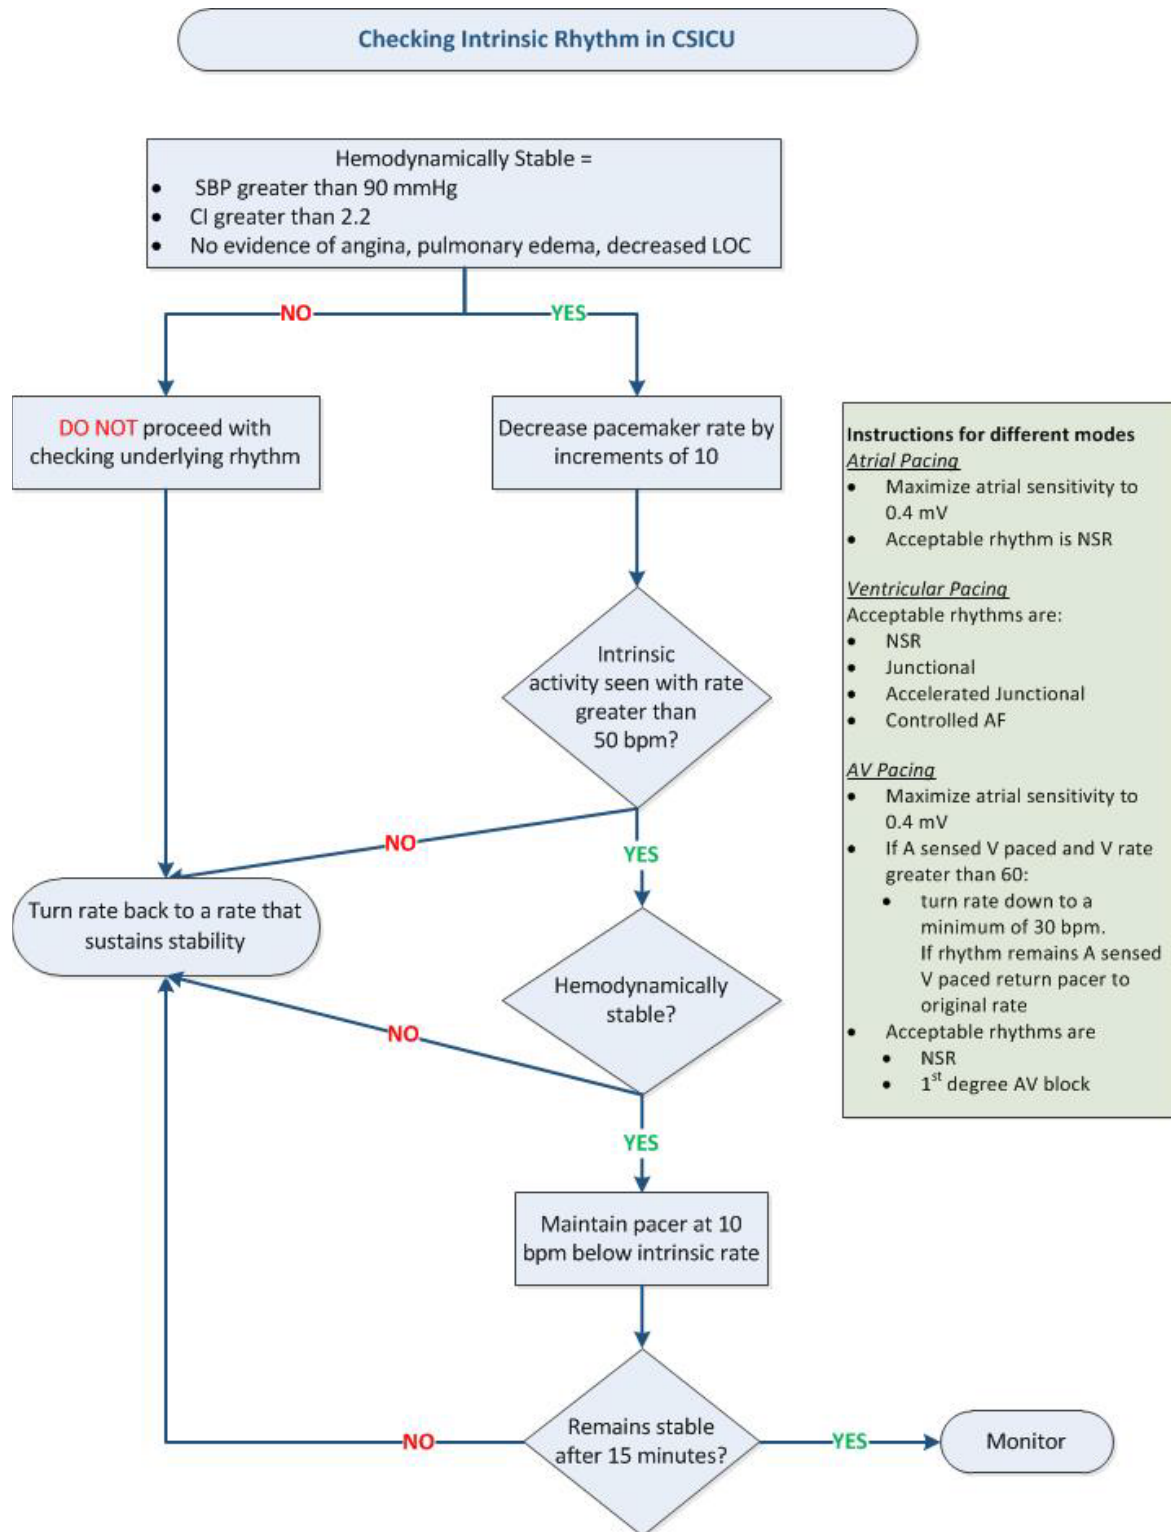 Checking Intrinsic Rhythm in CSICU
Hemodynamically Stable =
• SBP greater than 90 mmHg
• CI greater than 2.2
• No evidence of angina, pulmonary edema, decreased LOC
NO
YES
DO NOT proceed with
checking underlying rhythm
Decrease pacemaker rate by
increments of 10
Intrinsic
activity seen with rate
greater than
50 bpm?
NO
YES
Turn rate back to a rate that
sustains stability
Hemodynamically
stable?
NO
YES
Maintain pacer at 10
bpm below intrinsic rate
Remains stable
after 15 minutes?
NO
YES
Monitor
Instructions for different modes
Atrial Pacing
• Maximize atrial sensitivity to
0.4 mV
• Acceptable rhythm is NSR
Ventricular Pacing
Acceptable rhythms are:
• NSR
• Junctional
• Accelerated Junctional
• Controlled AF
AV Pacing
• Maximize atrial sensitivity to
0.4 mV
• If A sensed V paced and V rate
greater than 60:
• turn rate down to a
minimum of 30 bpm.
If rhythm remains A sensed
V paced return pacer to
original rate
• Acceptable rhythms are
• NSR
• 1st degree AV block